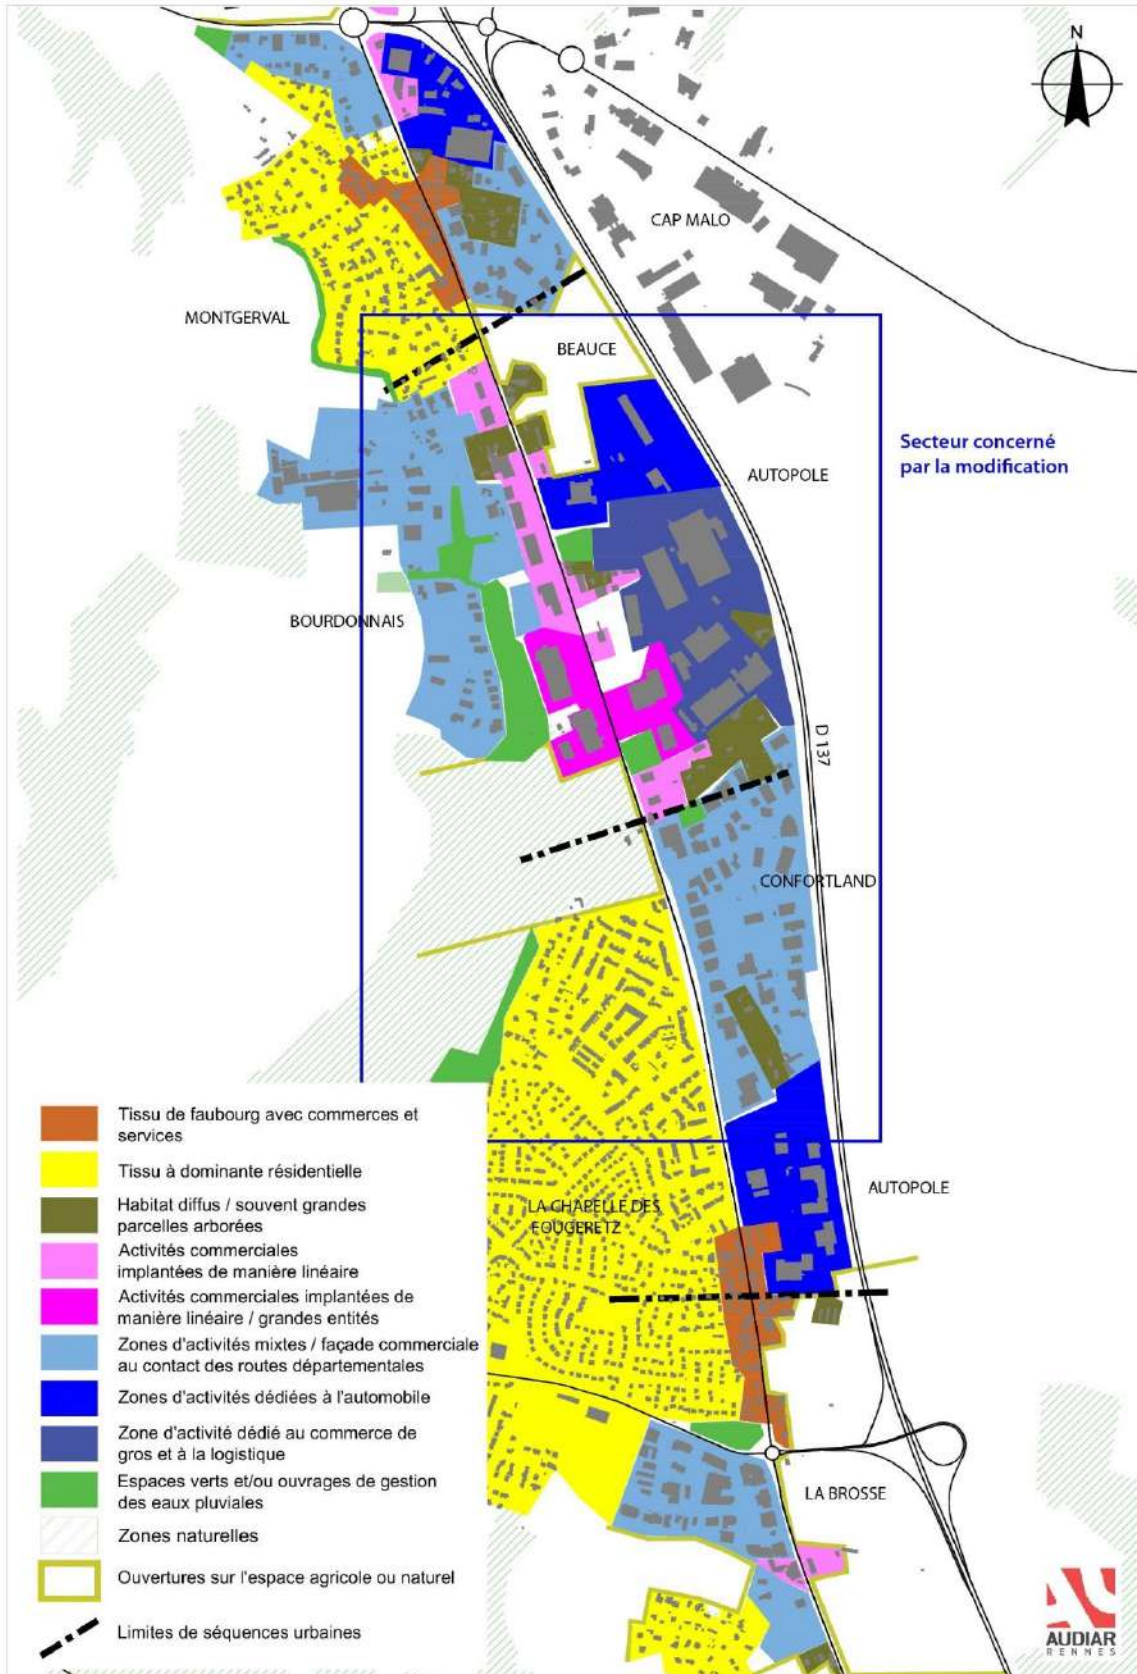 N
CAP MALO
MONTGERVAL
BEAUCE
Secteur concerné
par la modification
AUTOPOLE
BOURDONNAIS
D 137
CONFORTLAND
Tissu de faubourg avec commerces et
services
Tissu à dominante résidentielle
Habitat diffus / souvent grandes
parcelles arborées
Activités commerciales
implantées de manière linéaire
Activités commerciales implantées de
manière linéaire / grandes entités
Zones d'activités mixtes / façade commerciale
au contact des routes départementales
Zones d'activités dédiées à l'automobile
Zone d'activité dédié au commerce de
gros et à la logistique
Espaces verts et/ou ouvrages de gestion
des eaux pluviales
Zones naturelles
Ouvertures sur l'espace agricole ou naturel
Limites de séquences urbaines
LA CHAPELLE DES
FOUGERETZ
AUTOPOLE
LA BROSSE
AUDIAR
RENNES